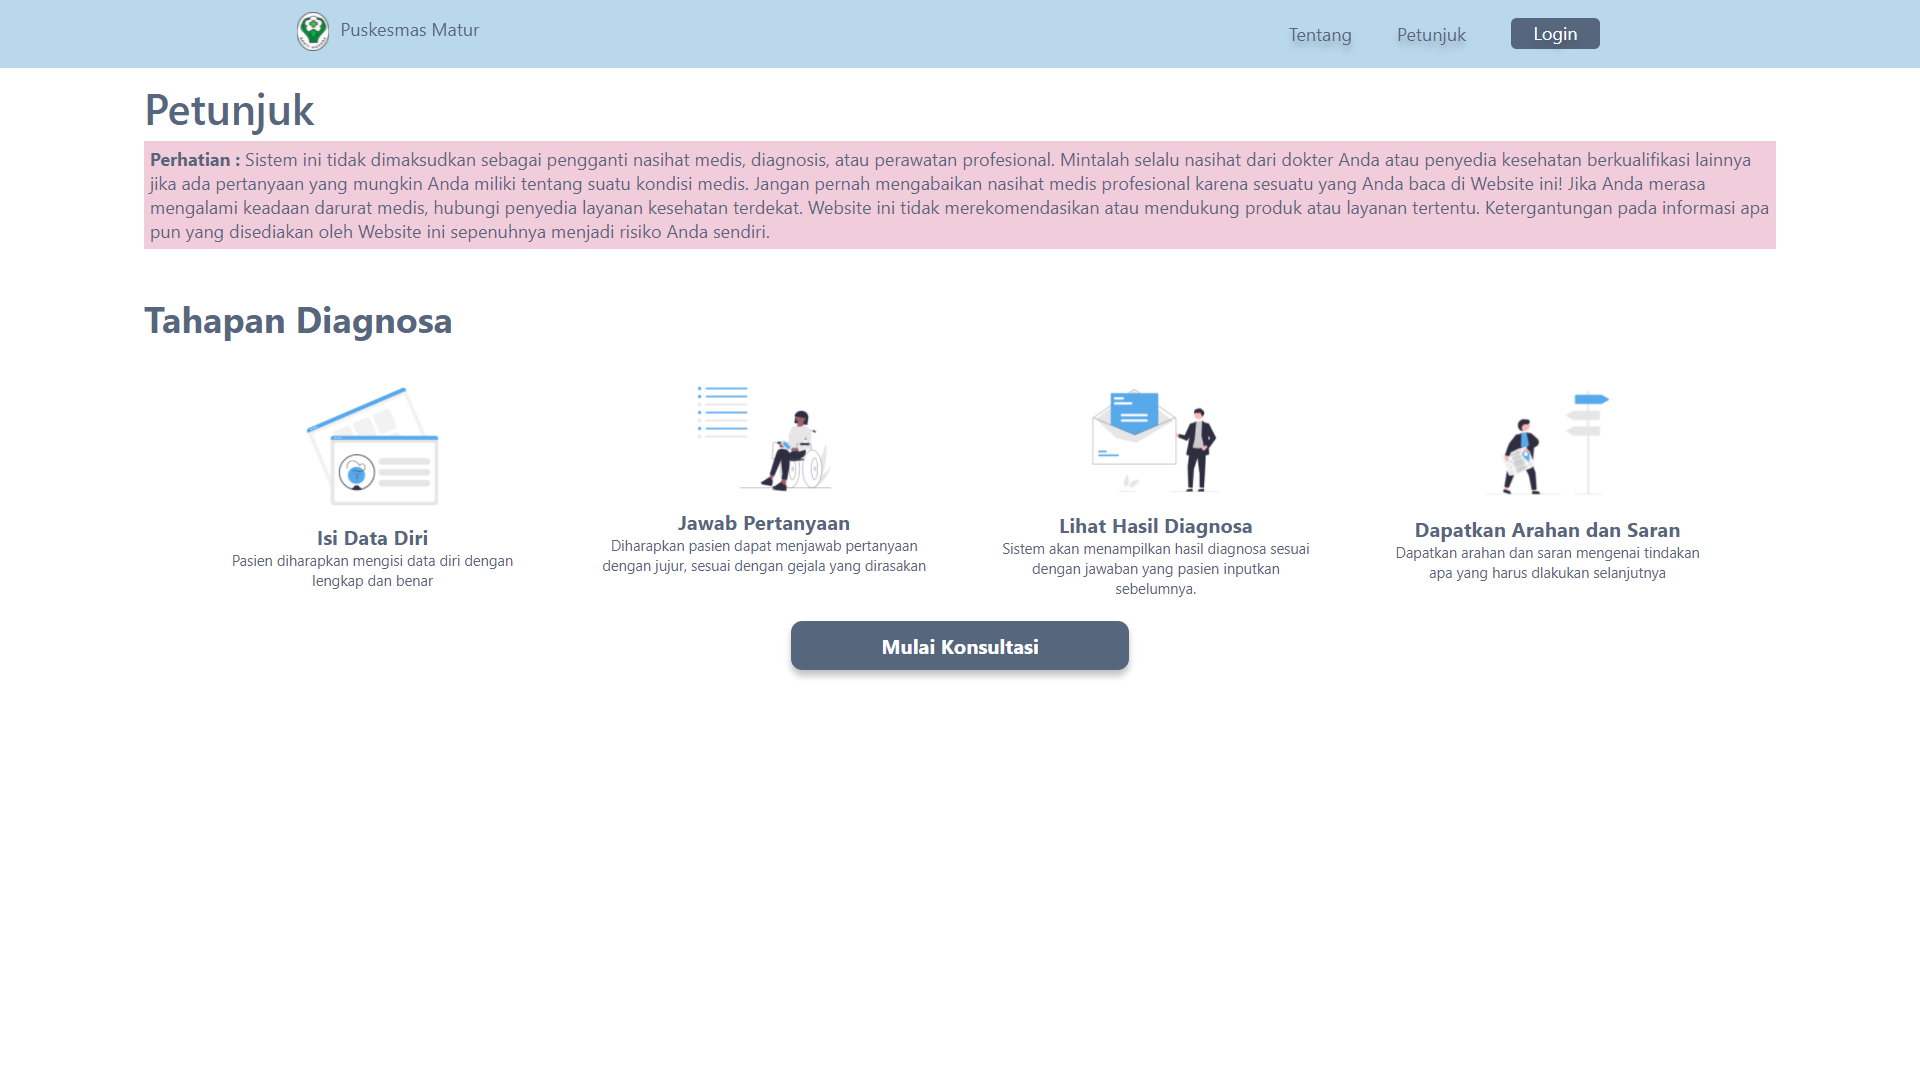 Puskesmas Matur
Tentang
Petunjuk
Login
Petunjuk
Perhatian : Sistem ini tidak dimaksudkan sebagai pengganti nasihat medis, diagnosis, atau perawatan profesional. Mintalah selalu nasihat dari dokter Anda atau penyedia kesehatan berkualifikasi lainnya
jika ada pertanyaan yang mungkin Anda miliki tentang suatu kondisi medis. Jangan pernah mengabaikan nasihat medis profesional karena sesuatu yang Anda baca di Website ini! Jika Anda merasa
mengalami keadaan darurat medis, hubungi penyedia layanan kesehatan terdekat. Website ini tidak merekomendasikan atau mendukung produk atau layanan tertentu. Ketergantungan pada informasi apa
pun yang disediakan oleh Website ini sepenuhnya menjadi risiko Anda sendiri.
Tahapan Diagnosa
Isi Data Diri
Pasien diharapkan mengisi data diri dengan
lengkap dan benar
Jawab Pertanyaan
Diharapkan pasien dapat menjawab pertanyaan
dengan jujur, sesuai dengan gejala yang dirasakan
Lihat Hasil Diagnosa
Sistem akan menampilkan hasil diagnosa sesuai
dengan jawaban yang pasien inputkan
sebelumnya.
Dapatkan Arahan dan Saran
Dapatkan arahan dan saran mengenai tindakan
apa yang harus dlakukan selanjutnya
Mulai Konsultasi